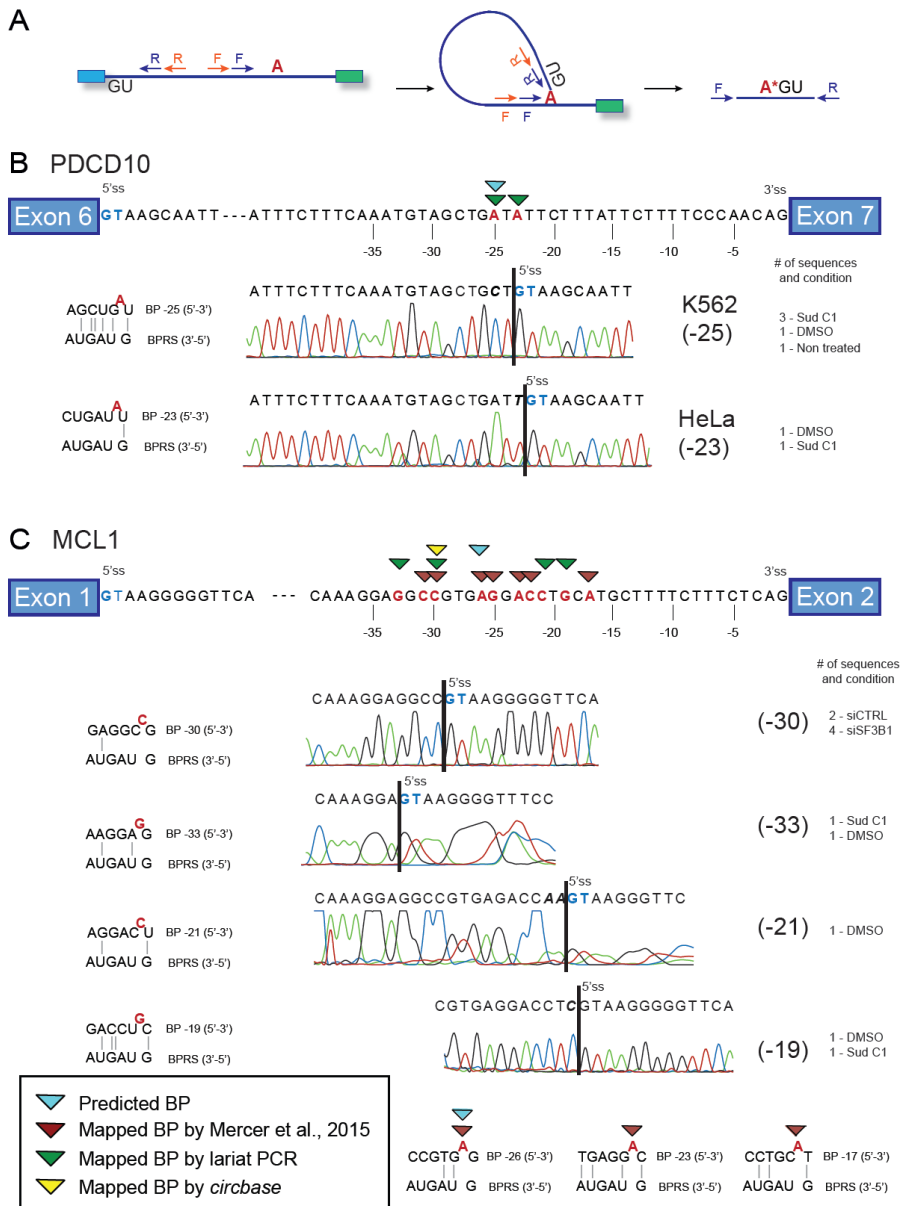 A
R R F F A
GU
R
R
GU
A
F F
F A*GU R
B PDCD10
5'ss
3'ss
Exon 6 GTAAGCAATT---ATTTCTTTCAAATGTAGCTGATATTCTTTATTCTTTTCCCAACAG Exon 7
-35 -30 -25 -20 -15 -10 -5
# of sequences
and condition
5'ss
ATTTCTTTCAAATGTAGCTGCTGTAAGCAATT
A
AGCUG U BP -25 (5'-3')
AUGAU G BPRS (3'-5')
K562
(-25)
3 - Sud C1
1 - DMSO
1 - Non treated
5'ss
ATTTCTTTCAAATGTAGCTGATTGTAAGCAATT
A
CUGAU U BP -23 (5'-3')
AUGAU G BPRS (3'-5')
HeLa
(-23)
1 - DMSO
1 - Sud C1
C MCL1
5'ss
3'ss
Exon 1 GTAAGGGGGTTCA --- CAAAGGAGGCCGTGAGGACCTGCATGCTTTTCTTTCTCAG Exon 2
-35 -30 -25 -20 -15 -10 -5
# of sequences
and condition
5'ss
CAAAGGAGGCCGTAAGGGGGTTCA
C
GAGGC G BP -30 (5'-3')
AUGAU G BPRS (3'-5')
(-30)
2 - siCTRL
4 - siSF3B1
5'ss
CAAAGGAGTAAGGGGTTTCC
G
AAGGA G BP -33 (5'-3')
AUGAU G BPRS (3'-5')
(-33)
1 - Sud C1
1 - DMSO
5'ss
CAAAGGAGGCCGTGAGACCAAGTAAGGGTTC
C
AGGAC U BP -21 (5'-3')
AUGAU G BPRS (3'-5')
(-21)
1 - DMSO
5'ss
CGTGAGGACCTCGTAAGGGGGTTCA
G
GACCU C BP -19 (5'-3')
AUGAU G BPRS (3'-5')
(-19)
1 - DMSO
1 - Sud C1
Predicted BP
Mapped BP by Mercer et al., 2015
Mapped BP by lariat PCR
Mapped BP by circbase
A
CCGTG G BP -26 (5'-3')
AUGAU G BPRS (3'-5')
A
TGAGG C BP -23 (5'-3')
AUGAU G BPRS (3'-5')
A
CCTGC T BP -17 (5'-3')
AUGAU G BPRS (3'-5')